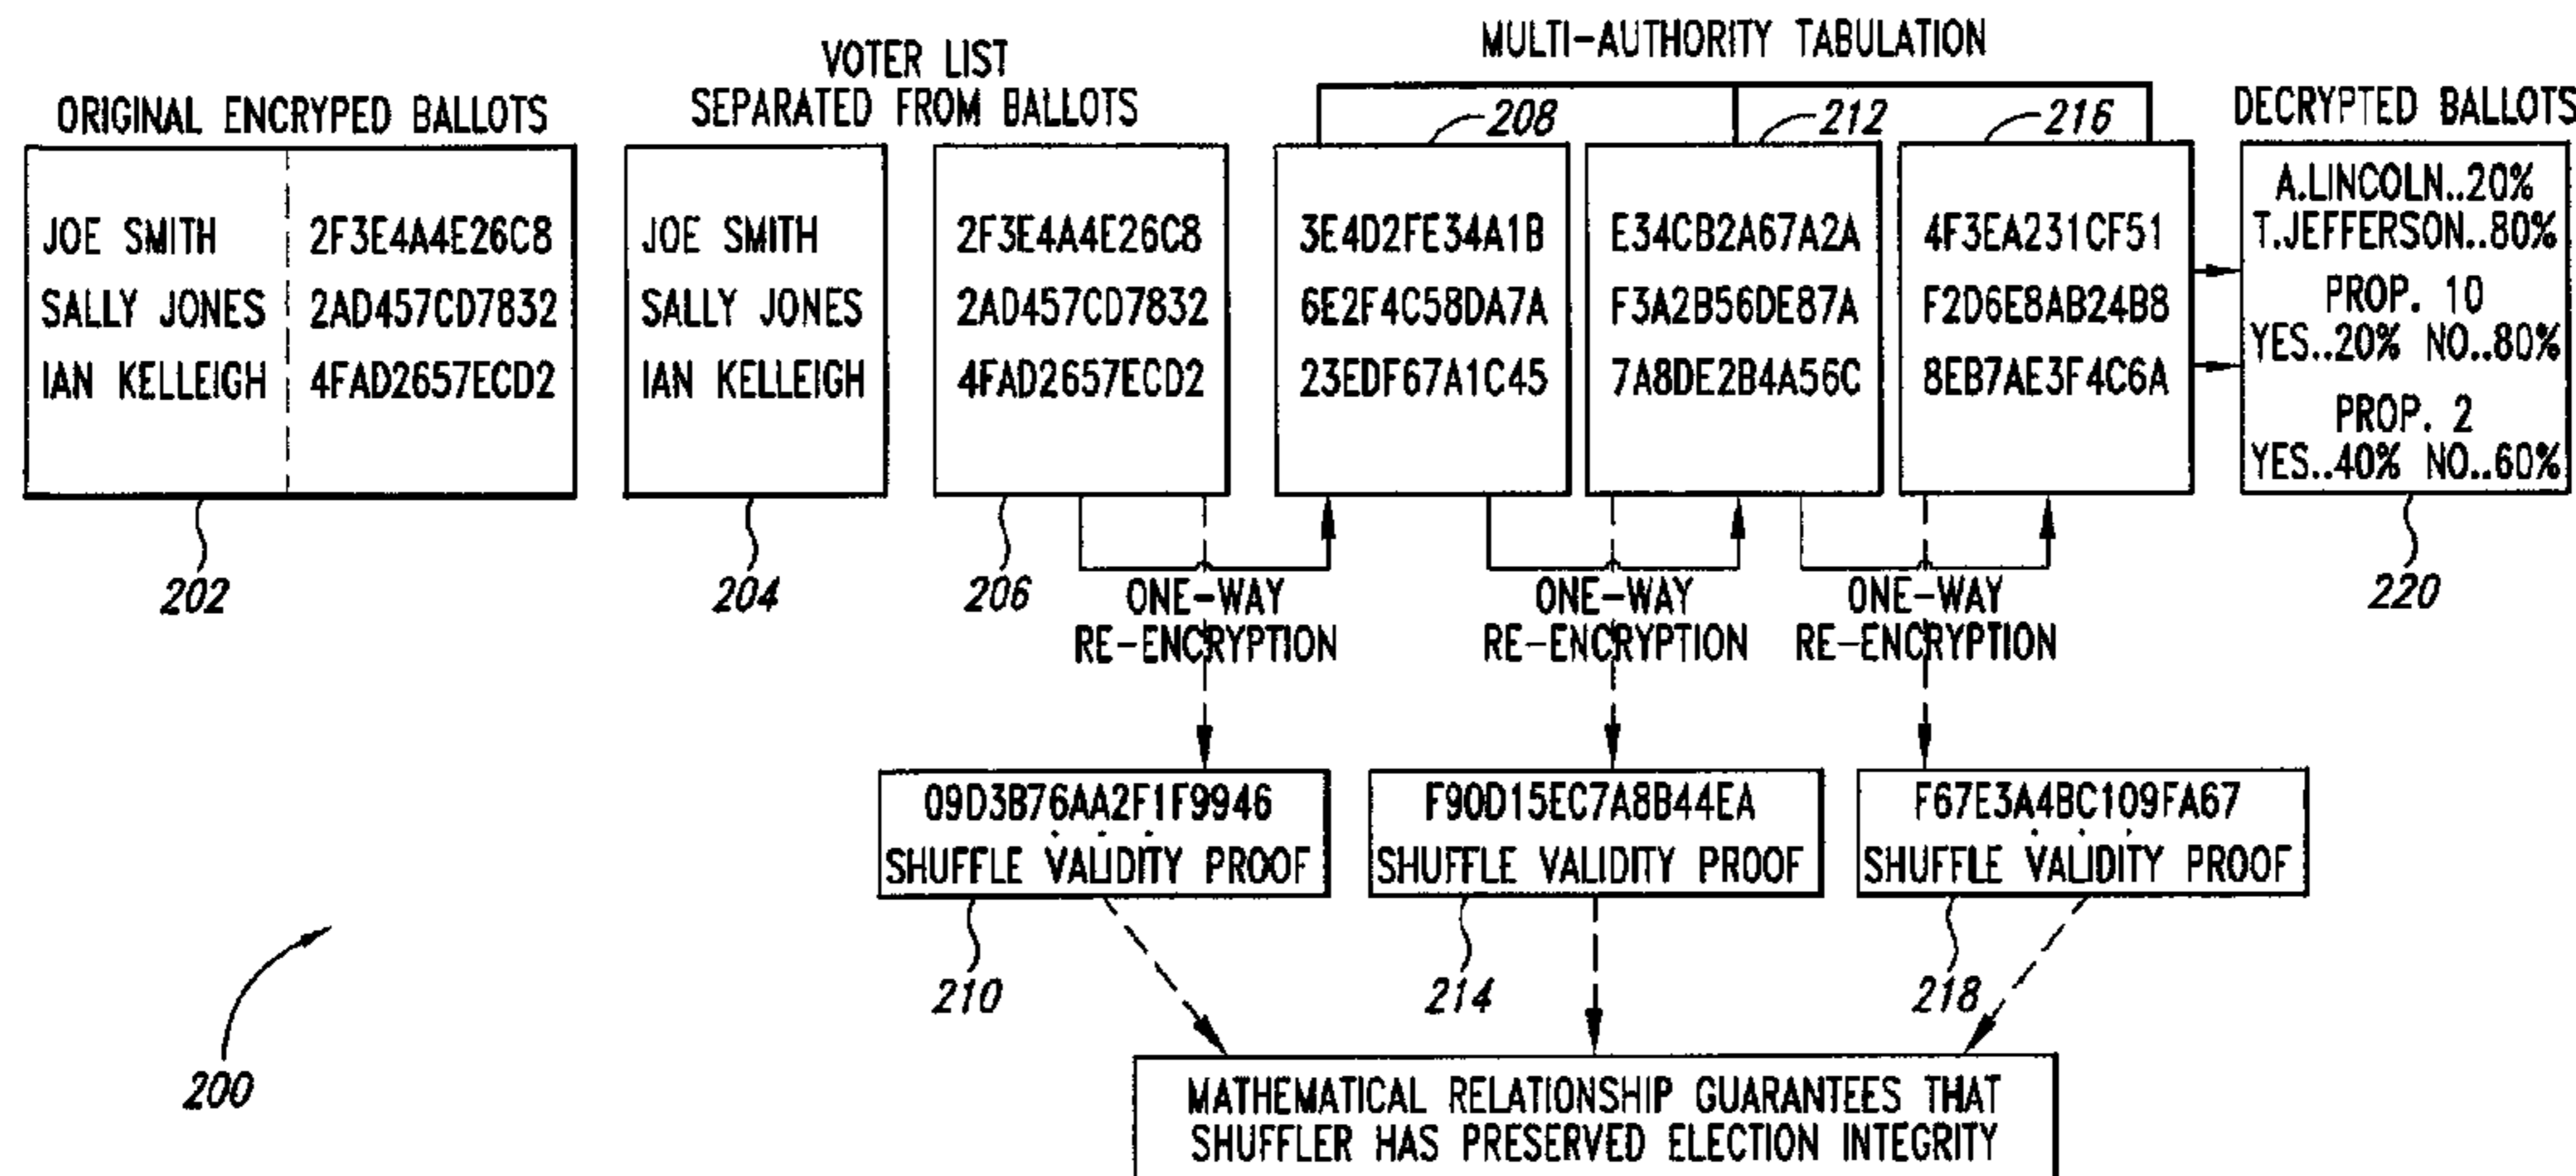 ORIGINAL ENCRYPED BALLOTS
JOE SMITH 2F3E4A4E26C8
SALLY JONES 2AD457CD7832
IAN KELLEIGH 4FAD2657ECD2
202
VOTER LIST
SEPARATED FROM BALLOTS
JOE SMITH
SALLY JONES
IAN KELLEIGH
204
2F3E4A4E26C8
2AD457CD7832
4FAD2657ECD2
206
MULTI-AUTHORITY TABULATION
208
3E4D2FE34A1B
6E2F4C58DA7A
23EDF67A1C45
212
E34CB2A67A2A
F3A2B56DE87A
7A8DE2B4A56C
216
4F3EA231CF51
F2D6E8AB24B8
8EB7AE3F4C6A
DECRYPTED BALLOTS
A.LINCOLN..20%
T.JEFFERSON..80%
PROP. 10
YES..20% NO..80%
PROP. 2
YES..40% NO..60%
220
ONE-WAY
RE-ENCRYPTION
ONE-WAY
RE-ENCRYPTION
ONE-WAY
RE-ENCRYPTION
09D3B76AA2F1F9946
. . .
SHUFFLE VALIDITY PROOF
210
F90D15EC7A8B44EA
. . .
SHUFFLE VALIDITY PROOF
214
F67E3A4BC109FA67
. . .
SHUFFLE VALIDITY PROOF
218
200
MATHEMATICAL RELATIONSHIP GUARANTEES THAT
SHUFFLER HAS PRESERVED ELECTION INTEGRITY